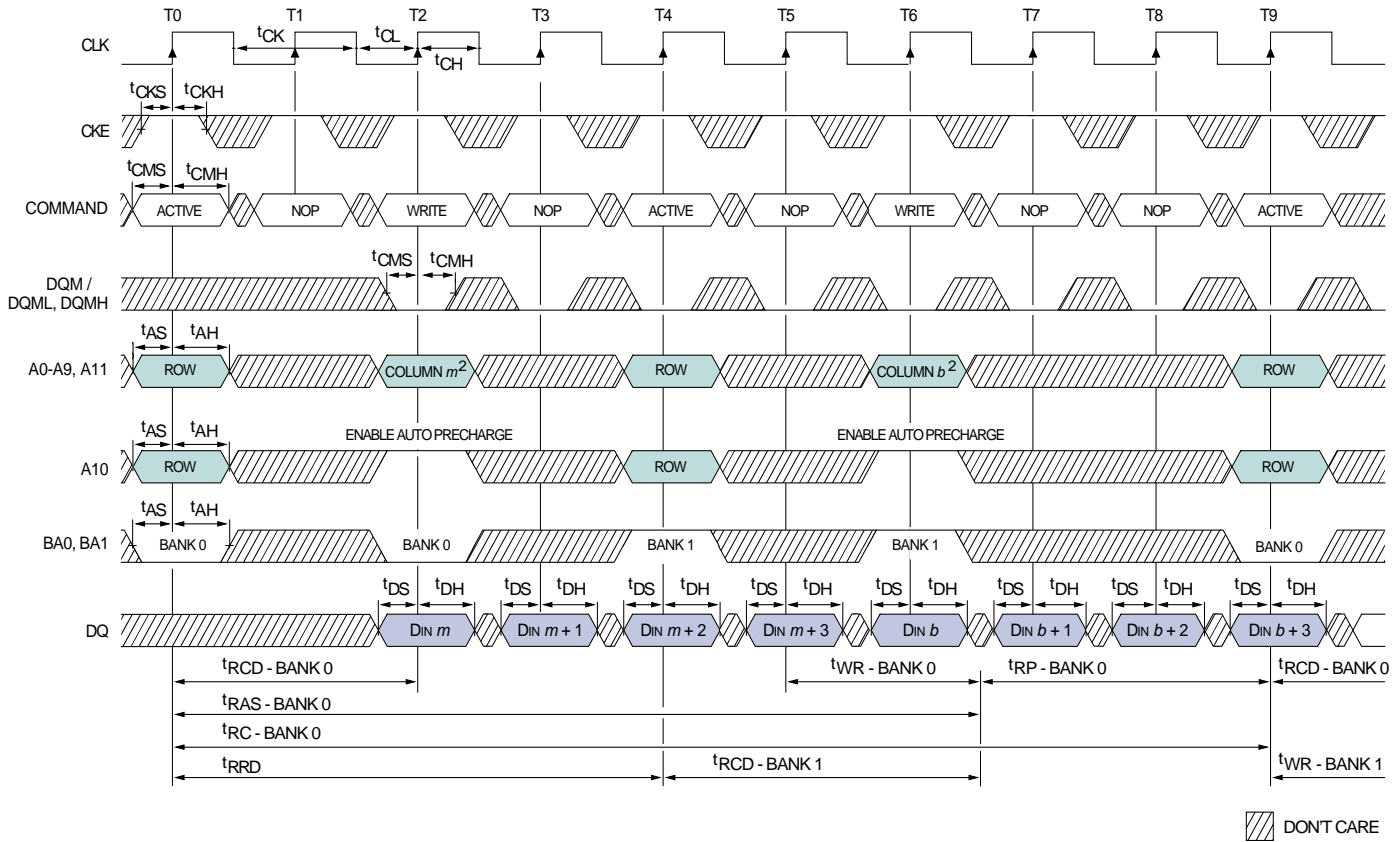 T0 T1 T2 T3 T4 T5 T6 T7 T8 T9
CLK tCK tCL
tCH
tCKS tCKH
CKE
tCMS tCMH
COMMAND ACTIVE NOP WRITE NOP ACTIVE NOP WRITE NOP NOP ACTIVE
tCMS tCMH
DQM /
DQML, DQMH
tAS tAH
A0-A9, A11 ROW COLUMN m2 ROW COLUMN b2 ROW
tAS tAH ENABLE AUTO PRECHARGE ENABLE AUTO PRECHARGE
A10 ROW ROW ROW
tAS tAH
BA0, BA1 BANK 0 BANK 0 BANK 1 BANK 1 BANK 0
tDS tDH tDS tDH tDS tDH tDS tDH tDS tDH tDS tDH tDS tDH tDS tDH
DQ DIN m DIN m + 1 DIN m + 2 DIN m + 3 DIN b DIN b + 1 DIN b + 2 DIN b + 3
tRCD - BANK 0 tWR - BANK 0 tRP - BANK 0 tRCD - BANK 0
tRAS - BANK 0
tRC - BANK 0
tRRD tRCD - BANK 1 tWR - BANK 1
DON'T CARE